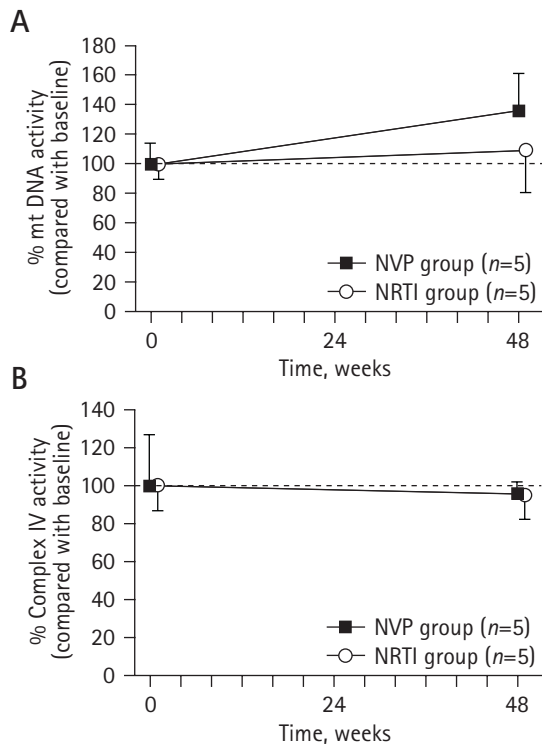 A
% mt DNA activity
(compared with baseline)
180
160
140
120
100
80
60
40
20
0
NVP group (n=5)
NRTI group (n=5)
0
24
48
Time, weeks
B
% Complex IV activity
(compared with baseline)
140
120
100
80
60
40
20
0
NVP group (n=5)
NRTI group (n=5)
0
24
48
Time, weeks